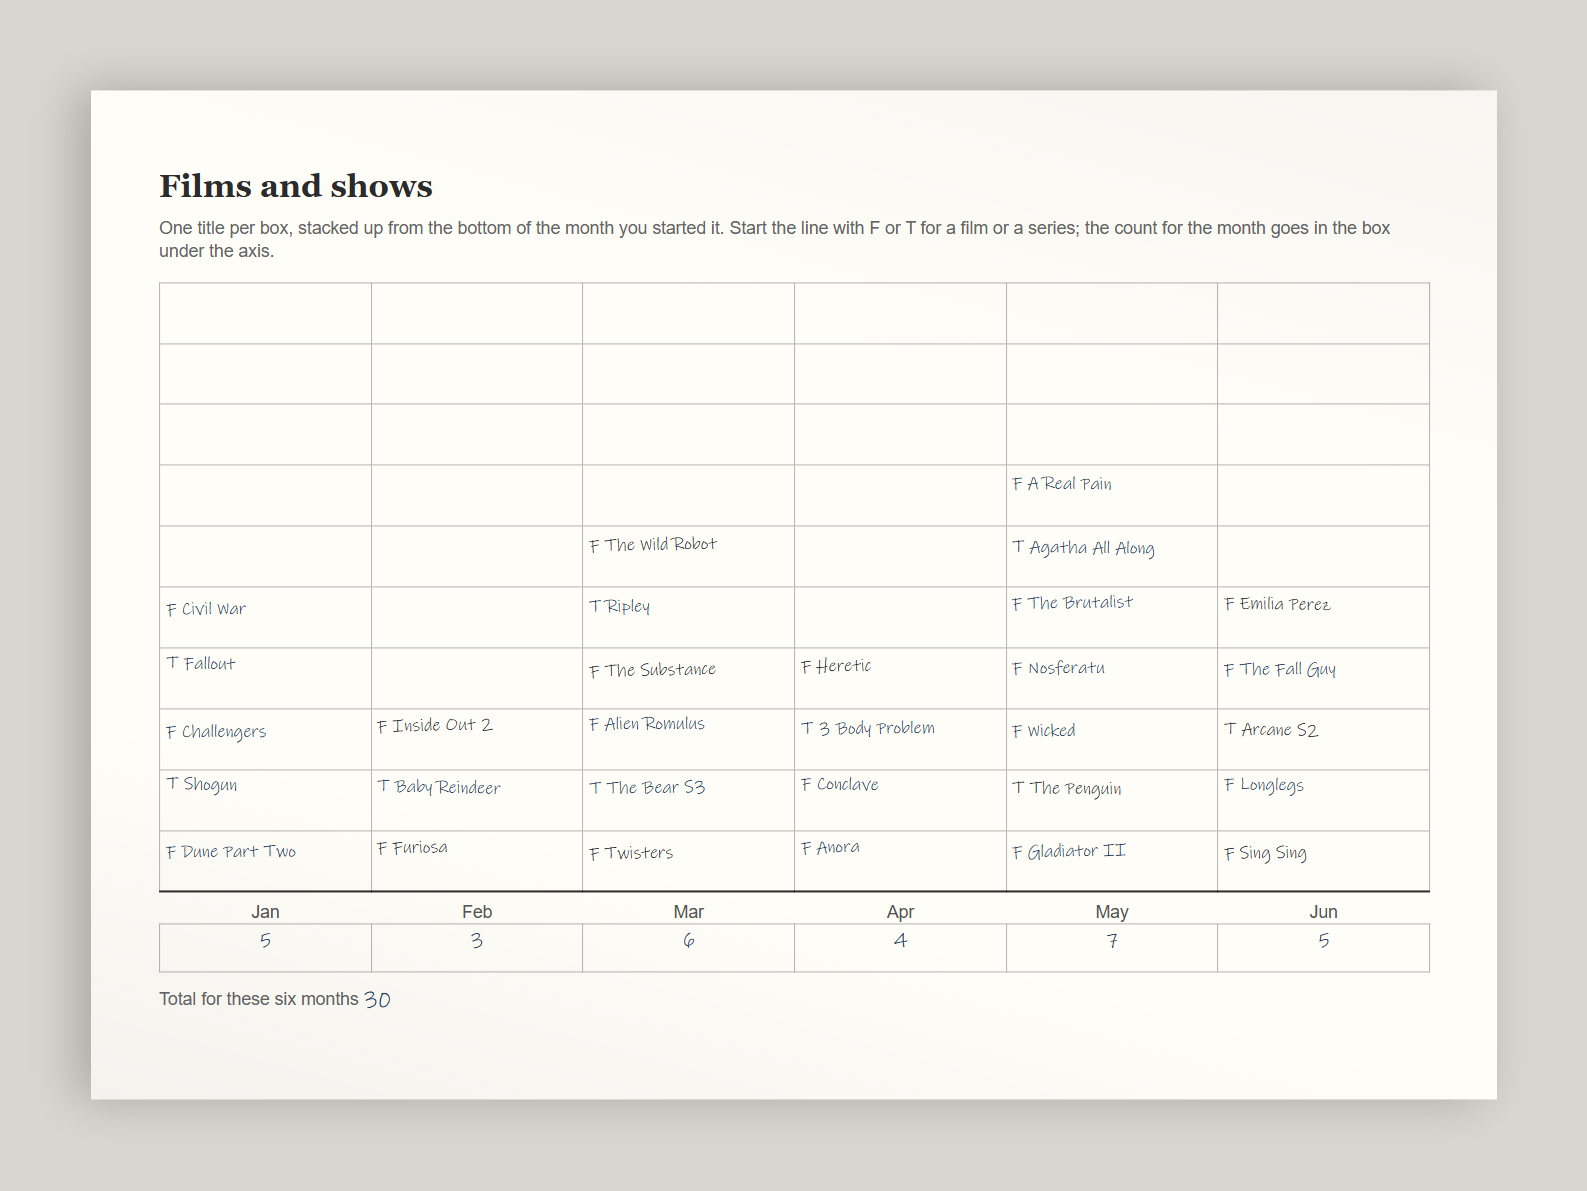 Films and shows
One title per box, stacked up from the bottom of the month you started it. Start the line with F or T for a film or a series; the count for the month goes in the box
under the axis.
F A Real Pain
F The Wild Robot
T Agatha All Along
F Civil War
T Ripley
F The Brutalist
F Emilia Perez
T Fallout
F The Substance
F Heretic
F Nosferatu
F The Fall Guy
F Challengers
F Inside Out 2
F Alien Romulus
T 3 Body Problem
F Wicked
T Arcane S2
T Shogun
T Baby Reindeer
T The Bear S3
F Conclave
T The Penguin
F Longlegs
F Dune Part Two
F Furiosa
F Twisters
F Anora
F Gladiator II
F Sing Sing
Jan Feb Mar Apr May Jun
5 3 6 4 7 5
Total for these six months 30